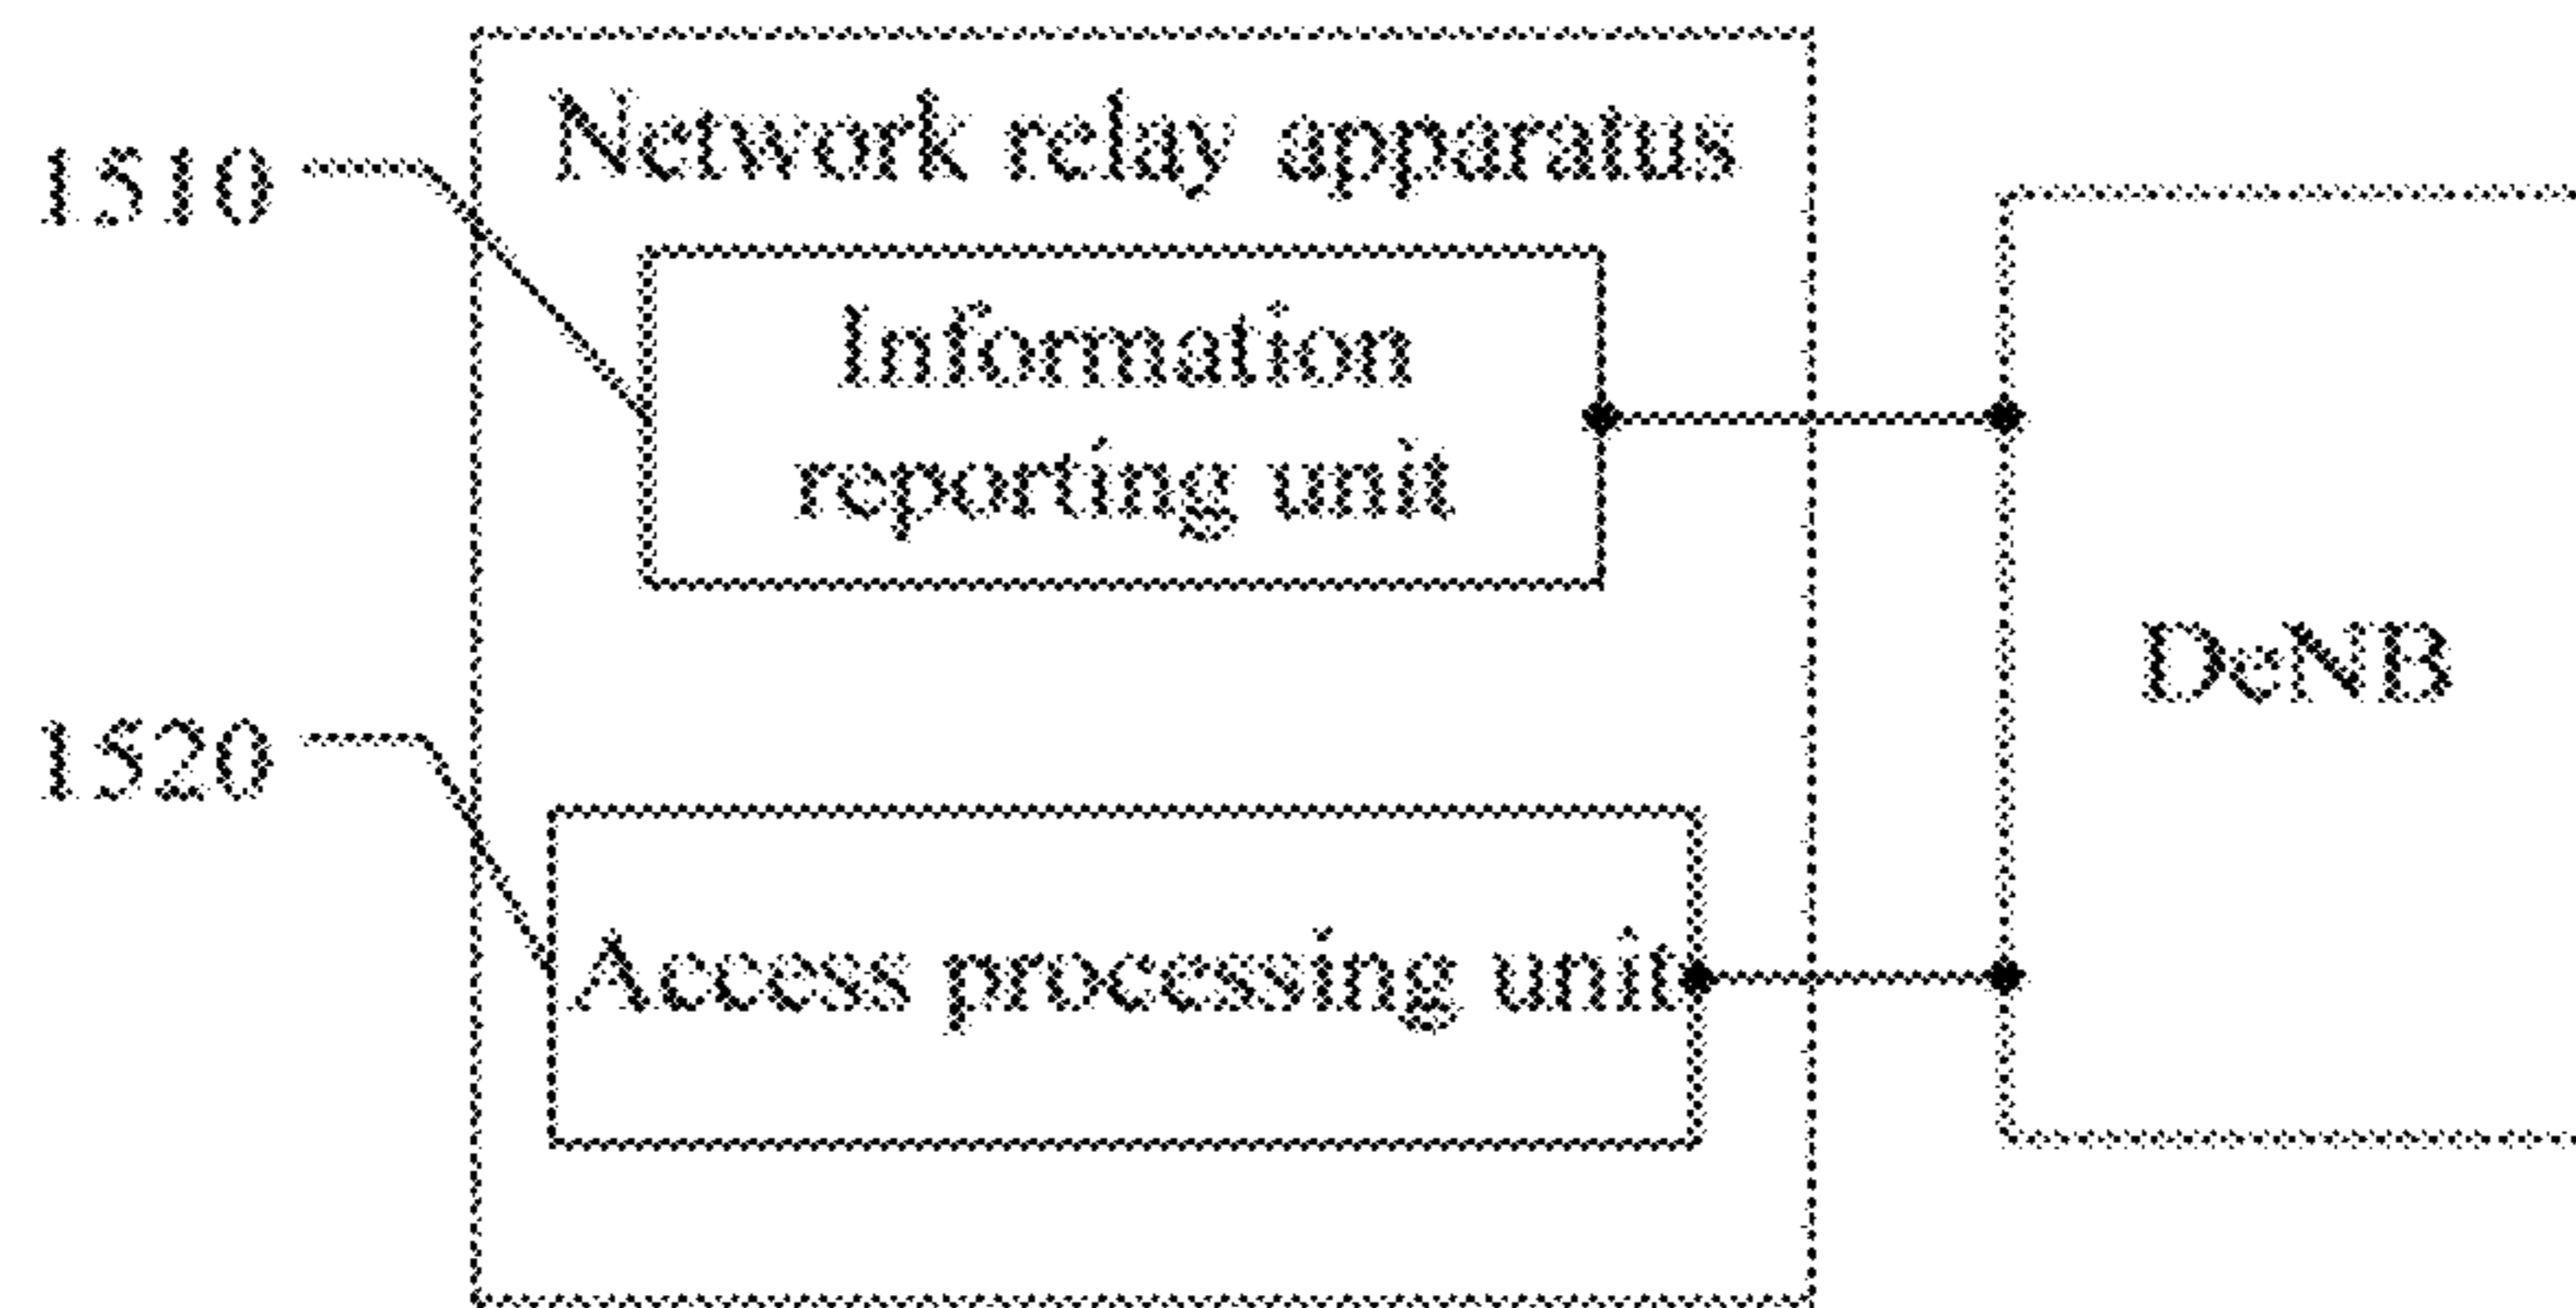 Network relay apparatus
1510
Information
reporting unit
DeNB
1520
Access processing unit